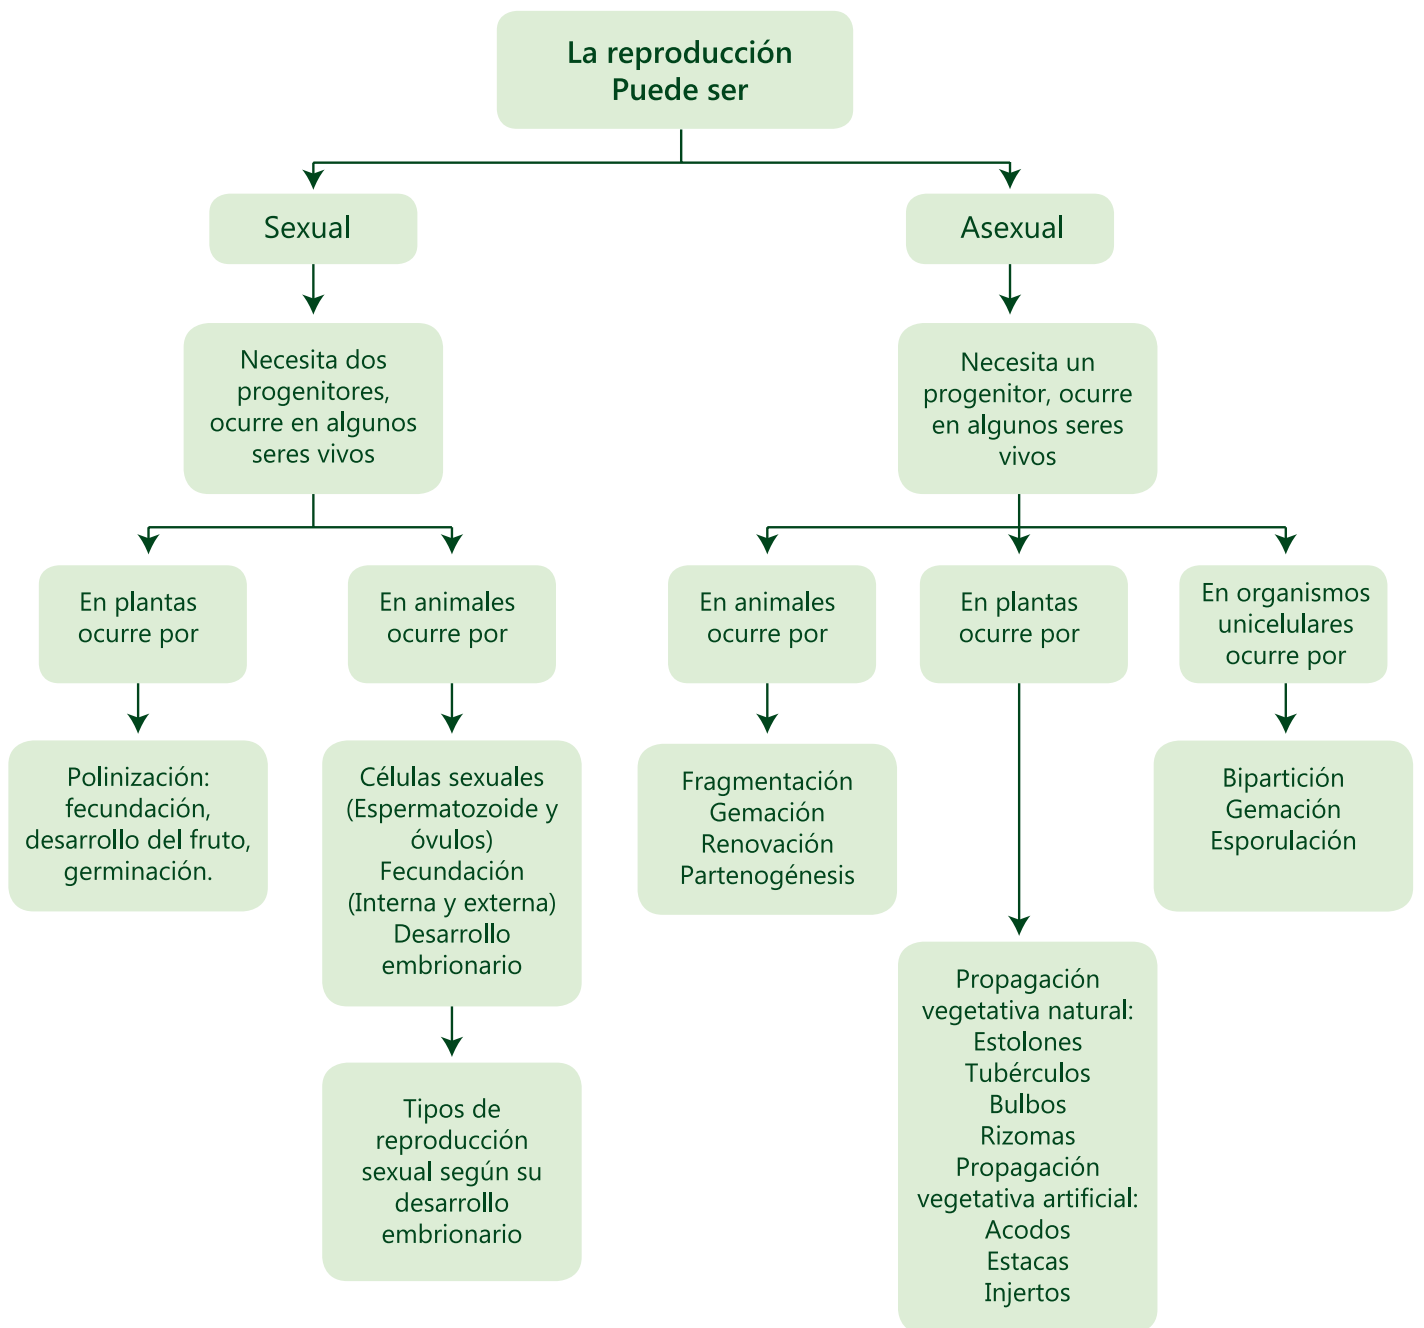 La reproducción
Puede ser
Sexual
Asexual
Necesita dos
progenitores,
ocurre en algunos
seres vivos
Necesita un
progenitor, ocurre
en algunos seres
vivos
En plantas
ocurre por
En animales
ocurre por
En animales
ocurre por
En plantas
ocurre por
En organismos
unicelulares
ocurre por
Polinización:
fecundación,
desarrollo del fruto,
germinación.
Células sexuales
(Espermatozoide y
óvulos)
Fecundación
(Interna y externa)
Desarrollo
embrionario
Fragmentación
Gemación
Renovación
Partenogénesis
Bipartición
Gemación
Esporulación
Tipos de
reproducción
sexual según su
desarrollo
embrionario
Propagación
vegetativa natural:
Estolones
Tubérculos
Bulbos
Rizomas
Propagación
vegetativa artificial:
Acodos
Estacas
Injertos